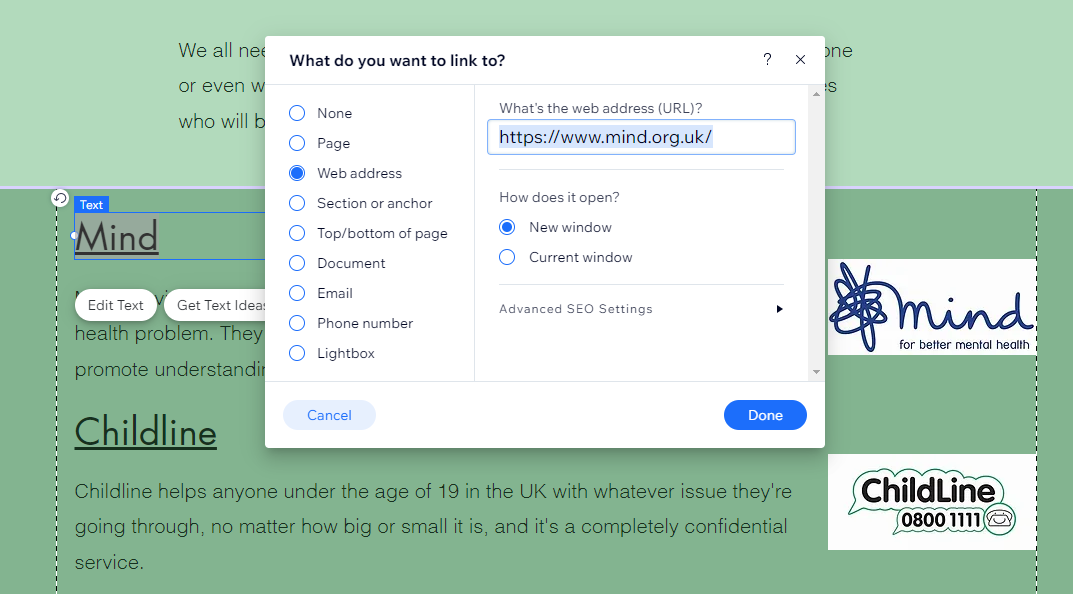 We all
What do you want to link to?
?
one
or even
who will
None
Page
Web address
Section or anchor
Top/bottom of page
Document
Email
Phone number
Lightbox
What's the web address (URL)?
https://www.mind.org.uk/
How does it open?
New window
Current window
Advanced SEO Settings
Cancel
Done
Text
Mind
Edit Text
Get Text Ideas
health problem. They
promote
mind
for better mental health
Childline
Childline helps anyone under the age of 19 in the UK with whatever issue they're
going through, no matter how big or small it is, and it's a completely confidential
service.
ChildLine
0800 1111